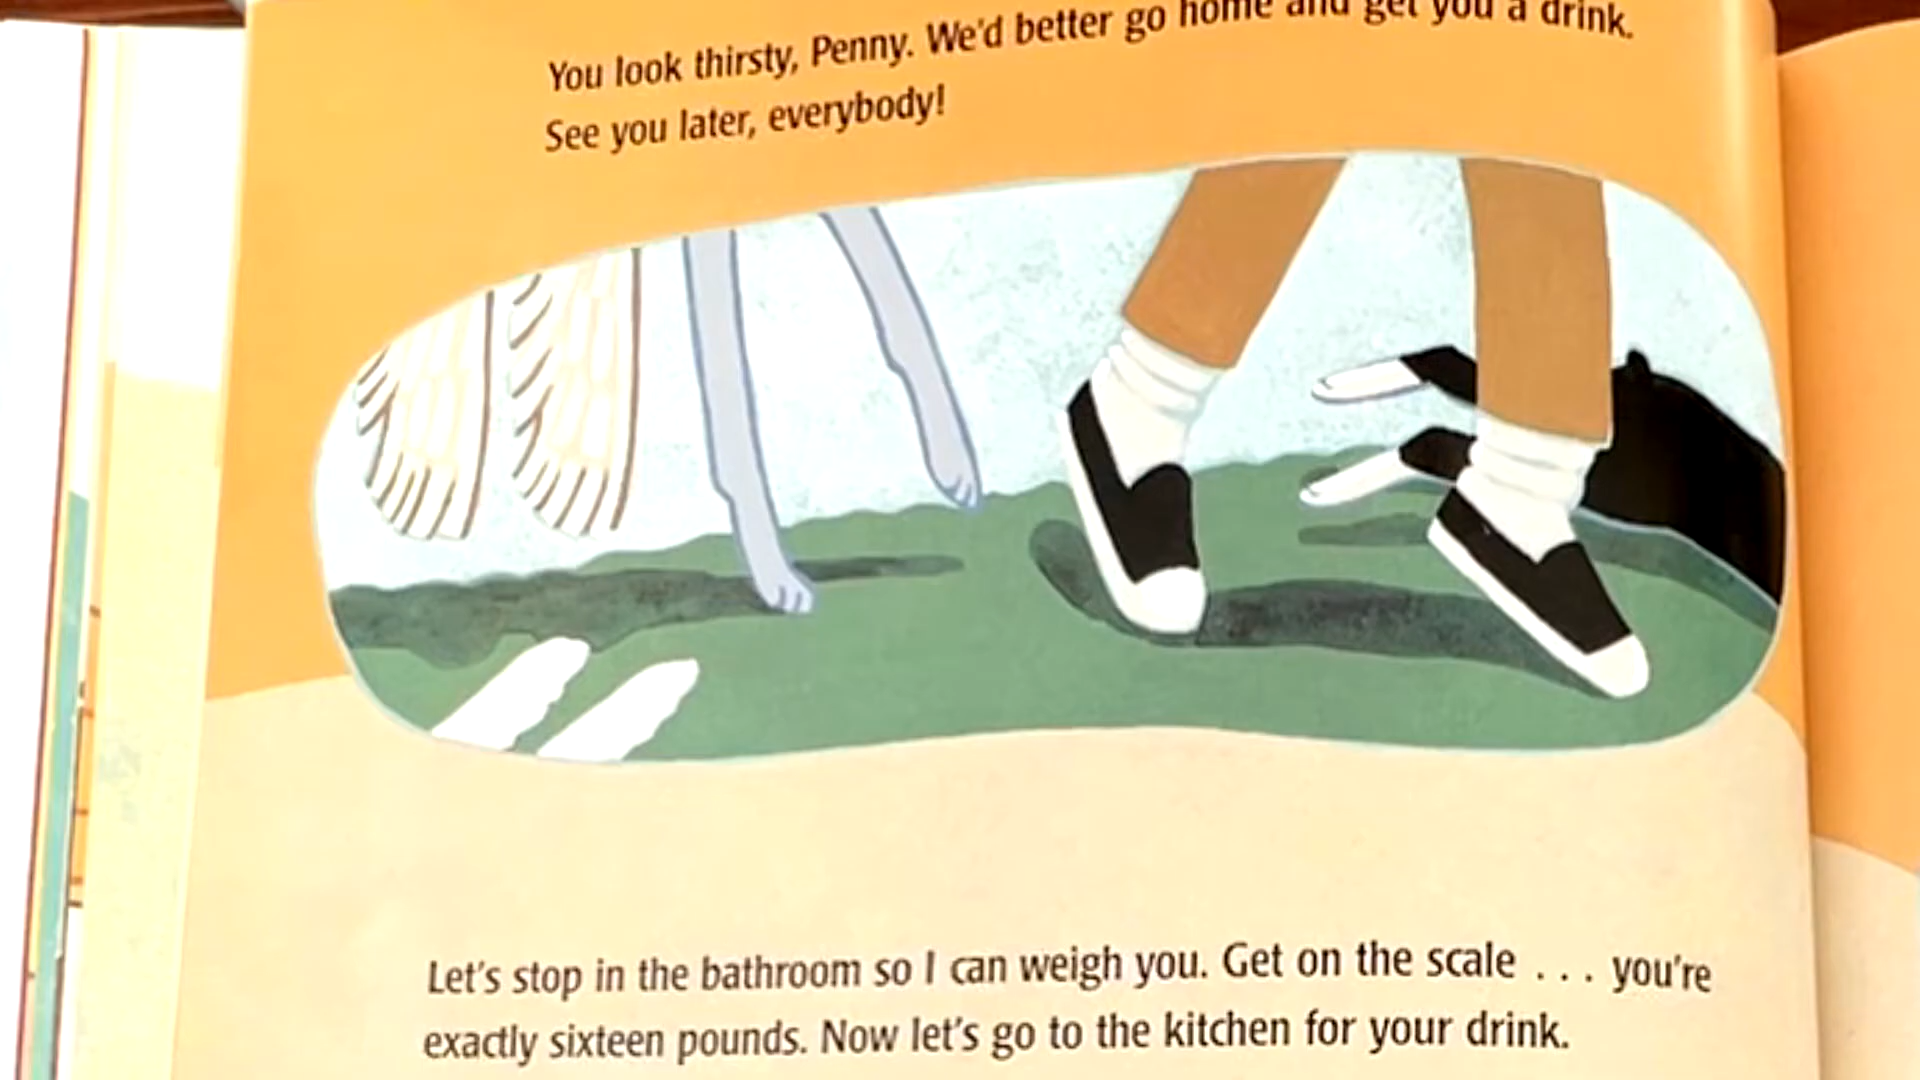 You look thirsty, Penny. We'd better go home and get you a drink.
See you later, everybody!
Let's stop in the bathroom so I can weigh you. Get on the scale . . . you're
exactly sixteen pounds. Now let's go to the kitchen for your drink.